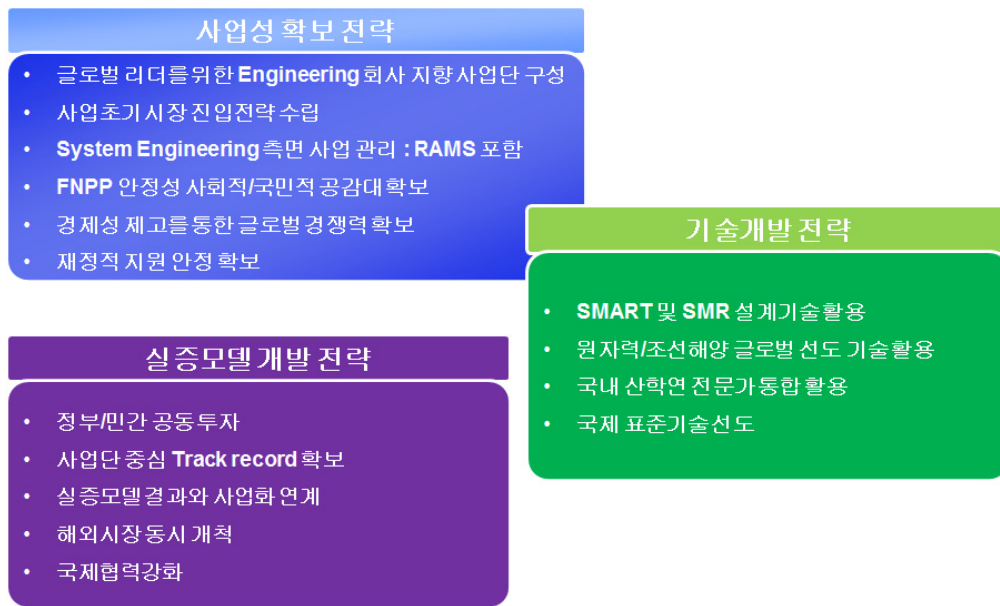 사업성 확보 전략
• 글로벌 리더를위한 Engineering 회사 지향 사업단 구성
• 사업초기 시장 진입전략 수립
• System Engineering 측면 사업 관리 : RAMS 포함
• FNPP 안정성 사회적/국민적 공감대 확보
• 경제성 제고를통한 글로벌 경쟁력 확보
• 재정적 지원 안정 확보
기술개발 전략
• SMART 및 SMR 설계기술활용
• 원자력/조선해양 글로벌 선도 기술활용
• 국내 산학연 전문가통합 활용
• 국제 표준기술선도
실증모델 개발 전략
• 정부/민간 공동투자
• 사업단 중심 Track record 확보
• 실증모델 결과와 사업화 연계
• 해외시장 동시 개척
• 국제협력강화